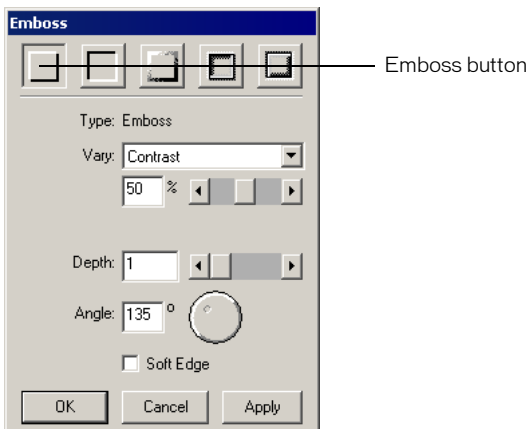 Emboss
Emboss button
Type: Emboss
Vary: Contrast
50 %
Depth: 1
Angle: 135 °
Soft Edge
OK Cancel Apply